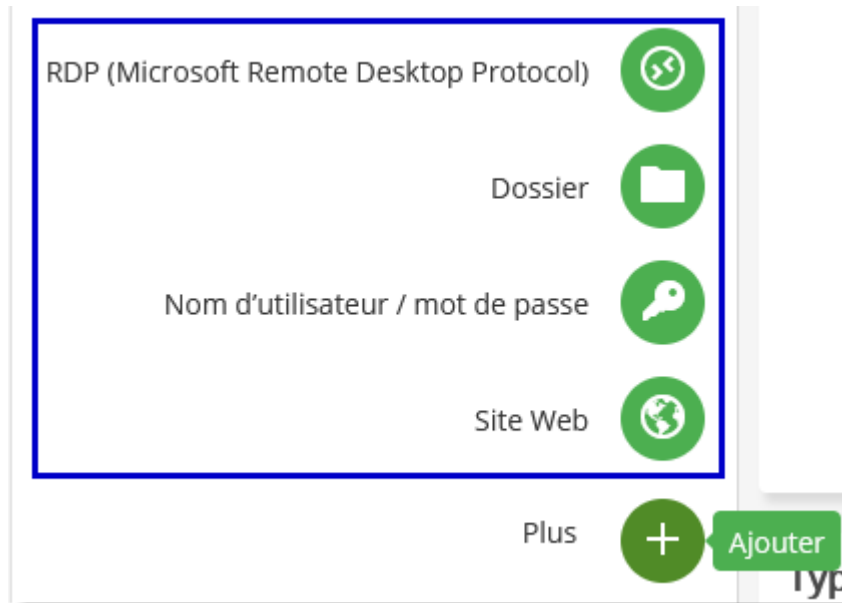 RDP (Microsoft Remote Desktop Protocol)
Dossier
Nom d’utilisateur / mot de passe
Site Web
Plus
Ajouter